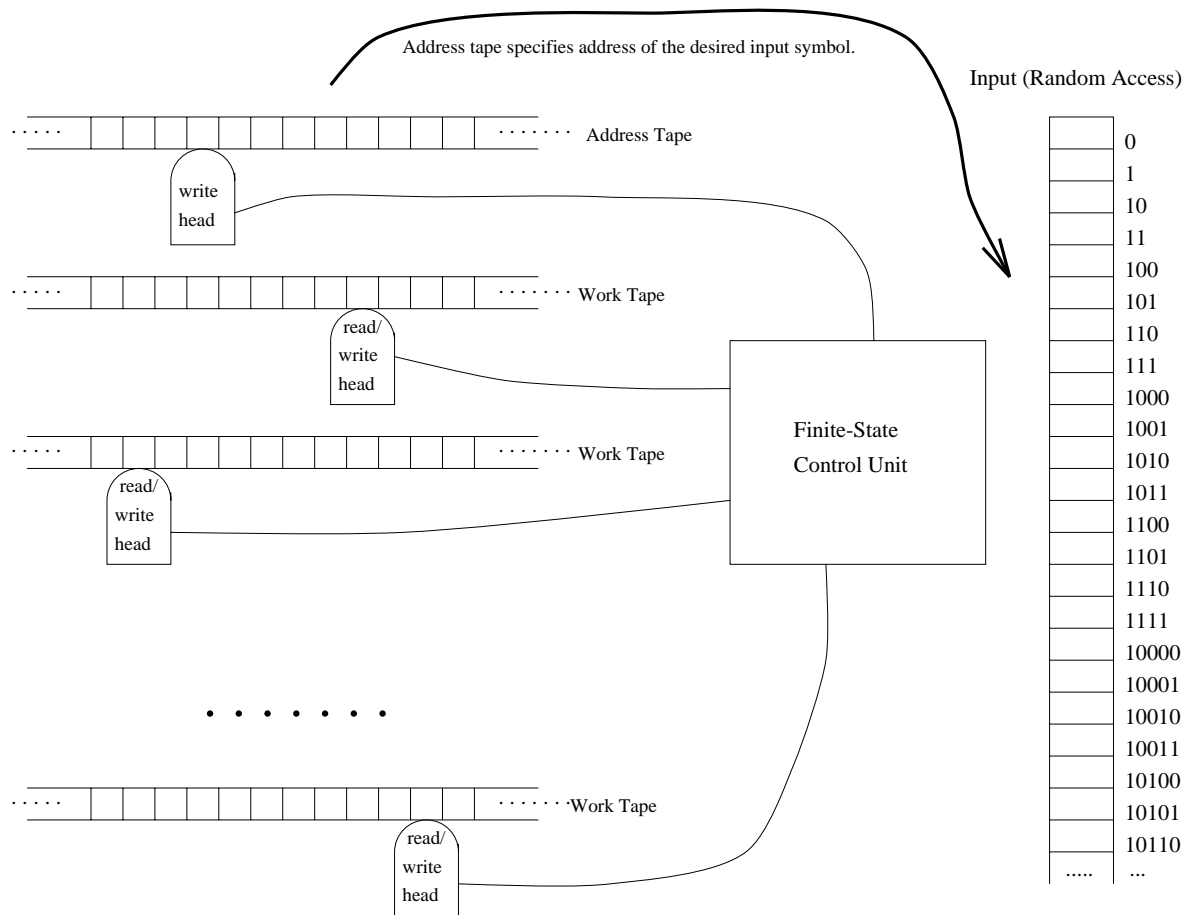 Address tape specifies address of the desired input symbol.
Input (Random Access)
. . . . .
. . . . . . .
Address Tape
write
head
. . . . .
. . . . . . .
Work Tape
read/
write
head
. . . . .
. . . . . . .
Work Tape
read/
write
head
Finite-State
Control Unit
. . . . . . .
. . . . .
. . . . . . .
Work Tape
read/
write
head
0
1
10
11
100
101
110
111
1000
1001
1010
1011
1100
1101
1110
1111
10000
10001
10010
10011
10100
10101
10110
..... ...